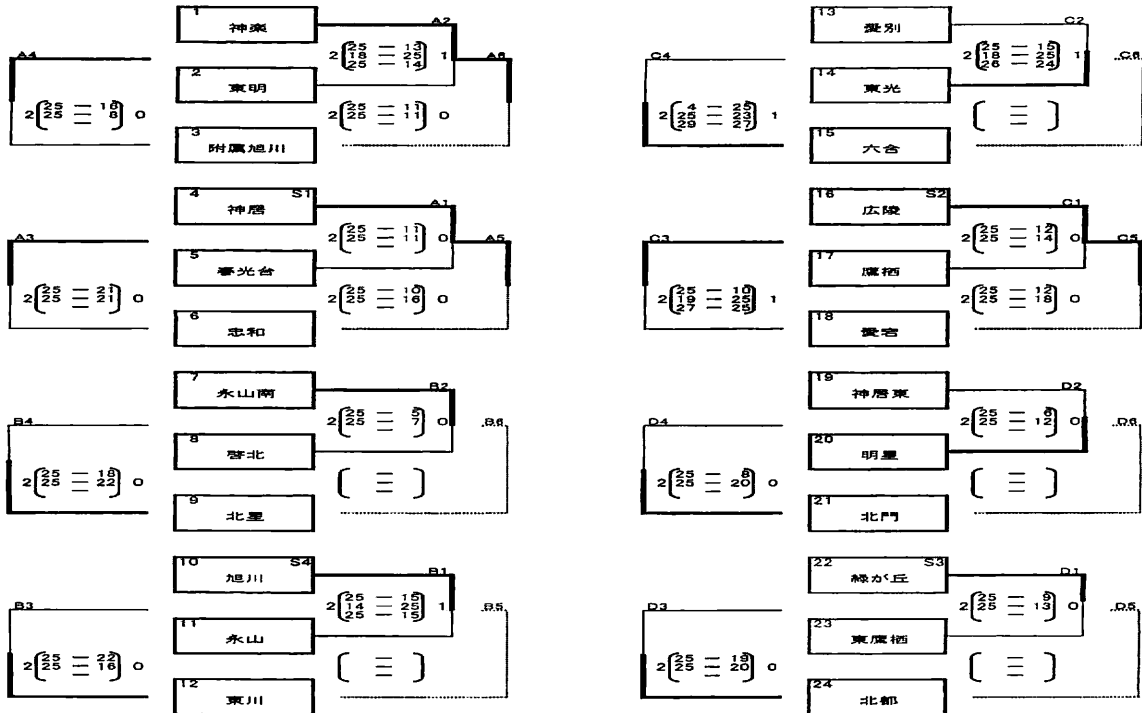 1 神楽 A2
A4 2 25 — 13 18 — 25 25 — 14 1 A6
2 東明
2 25 — 18 25 — 8 0 2 25 — 11 25 — 11 0
3 附属旭川
4 神居 S1 A1
A3 2 25 — 11 25 — 11 0 A5
5 春光台
2 25 — 21 25 — 21 0 2 25 — 10 25 — 16 0
6 忠和
7 永山南 B2
B4 2 25 — 5 25 — 7 0 B6
8 啓北
2 25 — 18 25 — 22 0
9 北星
10 旭川 S4 B1
B3 2 25 — 15 14 — 25 25 — 15 1 B5
11 永山
2 25 — 22 25 — 16 0
12 東川
13 愛別 C2
C4 2 25 — 15 18 — 25 26 — 24 1 C6
14 東光
2 4 — 25 25 — 23 29 — 27 1
15 六合
16 広陵 S2 C1
C3 2 25 — 12 25 — 14 0 C5
17 鷹栖
2 25 — 10 19 — 25 27 — 25 1 2 25 — 12 25 — 18 0
18 愛宕
19 神居東 D2
D4 2 25 — 6 25 — 12 0 D6
20 明星
2 25 — 8 25 — 20 0
21 北門
22 緑が丘 S3 D1
D3 2 25 — 9 25 — 13 0 D5
23 東鷹栖
2 25 — 19 25 — 20 0
24 北都